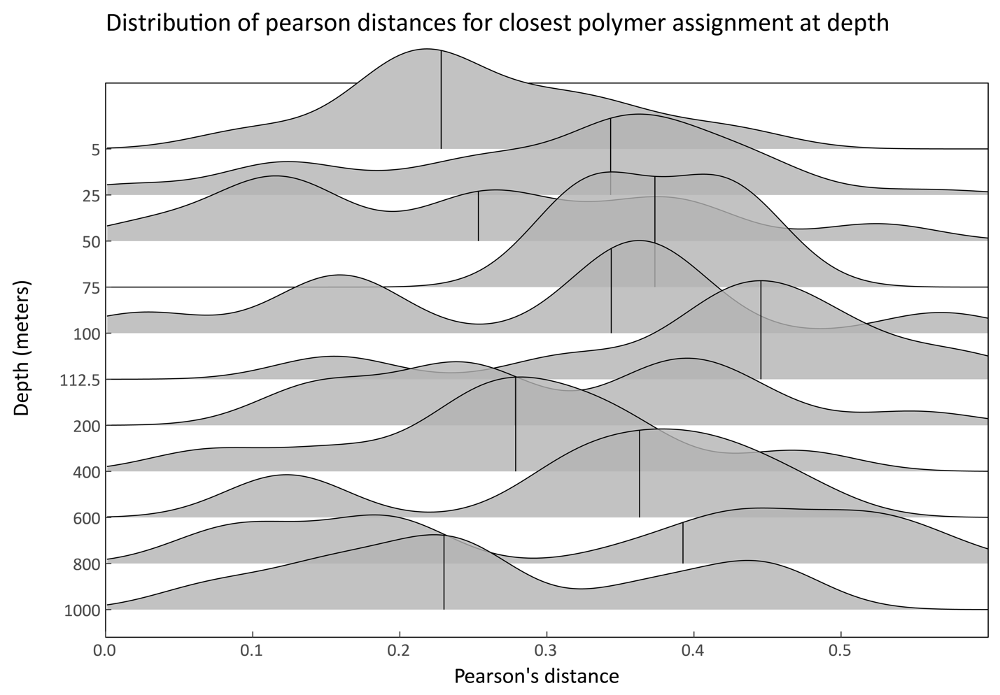 Distribution of pearson distances for closest polymer assignment at depth
Depth (meters)
5
25
50
75
100
112.5
200
400
600
800
1000
0.0 0.1 0.2 0.3 0.4 0.5
Pearson's distance